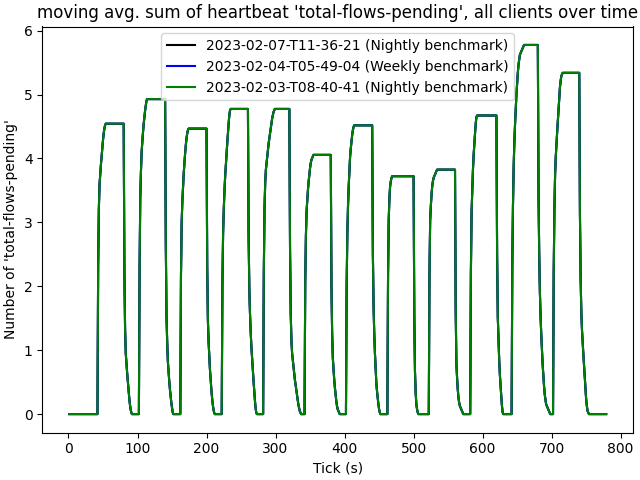 moving avg. sum of heartbeat 'total-flows-pending', all clients over time
2023-02-07-T11-36-21 (Nightly benchmark)
2023-02-04-T05-49-04 (Weekly benchmark)
2023-02-03-T08-40-41 (Nightly benchmark)
Number of 'total-flows-pending'
6
5
4
3
2
1
0
0 100 200 300 400 500 600 700 800
Tick (s)